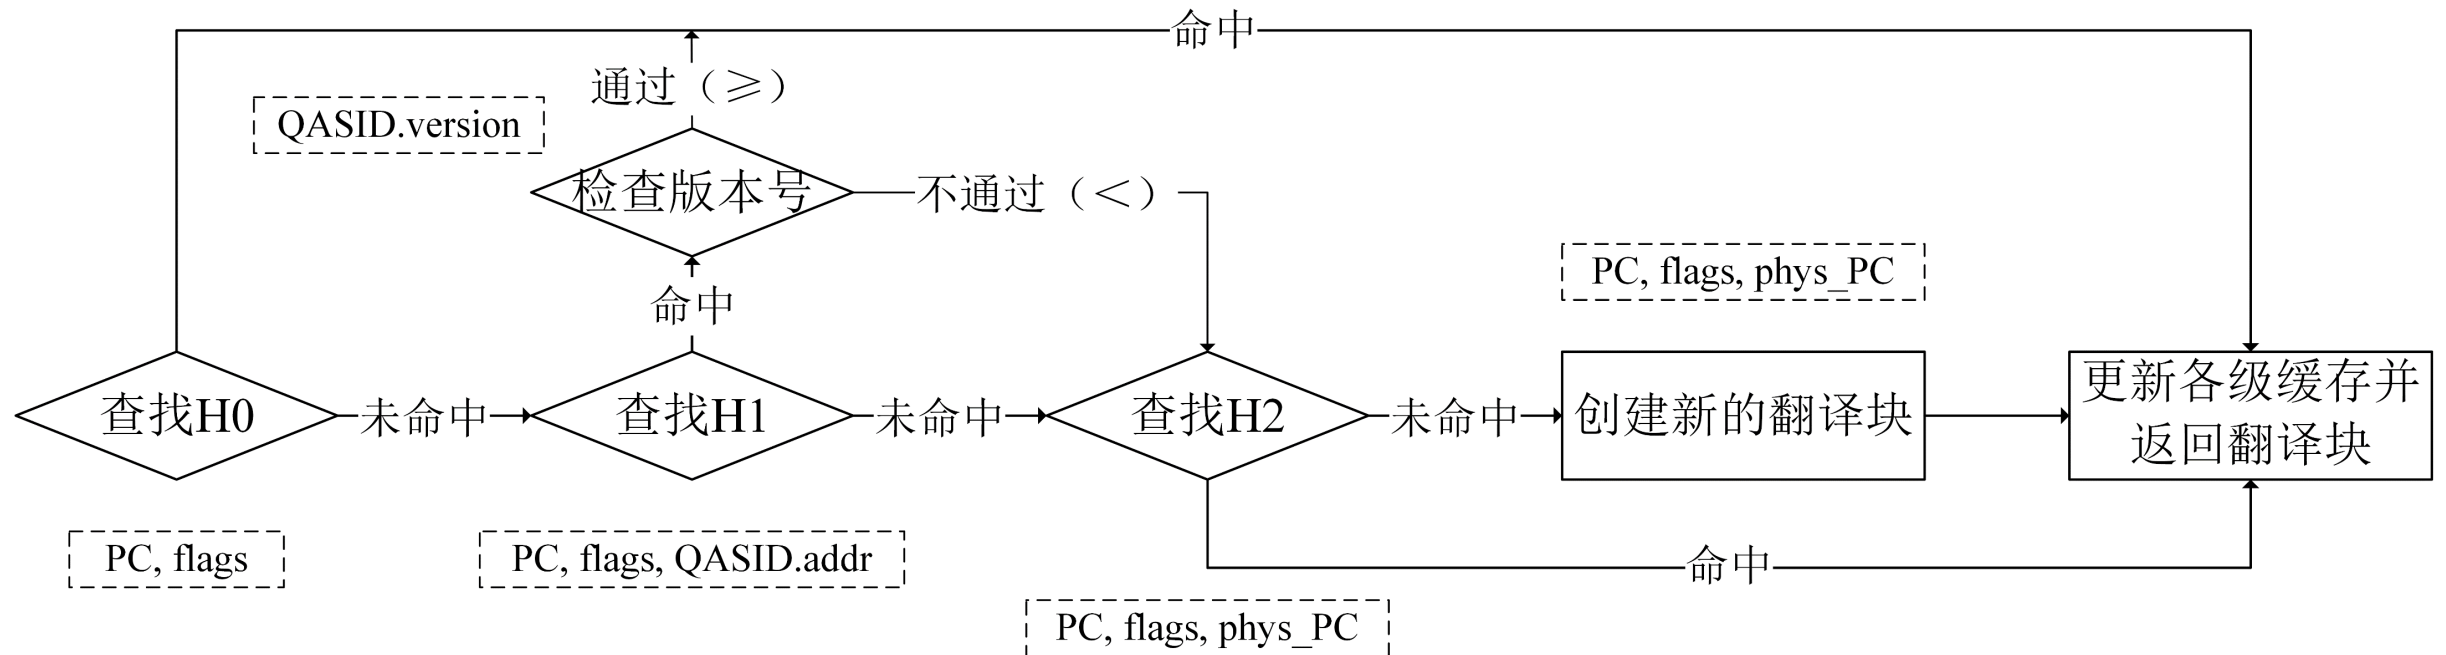 命中
通过（≥）
QASID.version
检查版本号
不通过（<）
PC, flags, phys_PC
命中
查找H0
未命中
查找H1
未命中
查找H2
未命中
创建新的翻译块
更新各级缓存并
返回翻译块
PC, flags
PC, flags, QASID.addr
命中
PC, flags, phys_PC